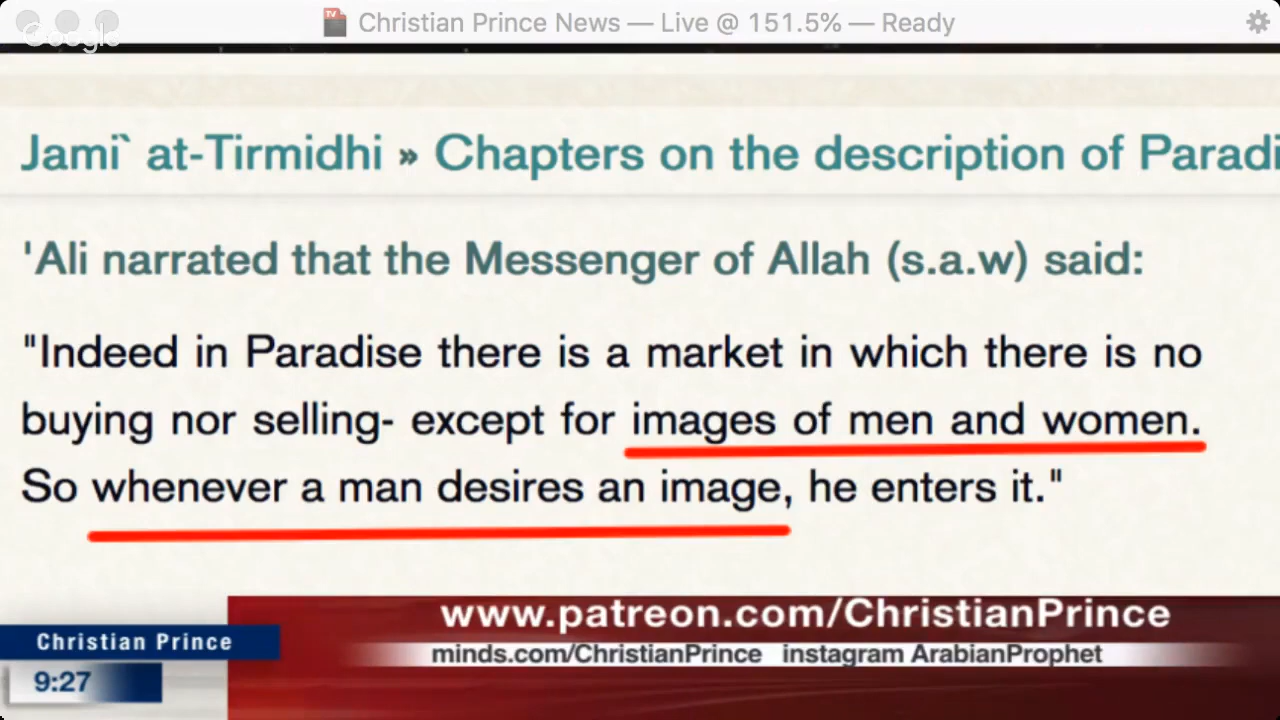 Christian Prince News — Live @ 151.5% — Ready
Google
Jami` at-Tirmidhi » Chapters on the description of Paradi
'Ali narrated that the Messenger of Allah (s.a.w) said:
"Indeed in Paradise there is a market in which there is no
buying nor selling- except for images of men and women.
So whenever a man desires an image, he enters it."
www.patreon.com/ChristianPrince
Christian Prince
minds.com/ChristianPrince instagram ArabianProphet
9:27